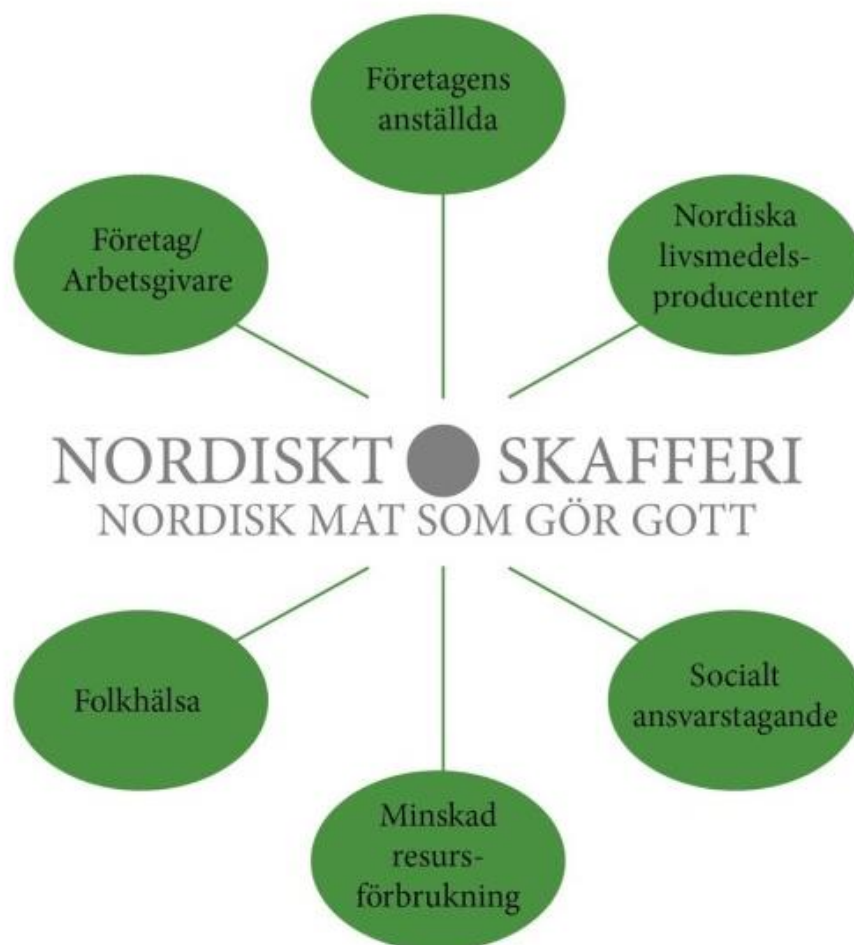 Företagens
anställda
Företag/
Arbetsgivare
Nordiska
livsmedels-
producenter
NORDISKT SKAFFERI
NORDISK MAT SOM GÖR GOTT
Folkhälsa
Socialt
ansvarstagande
Minskad
resurs-
förbrukning